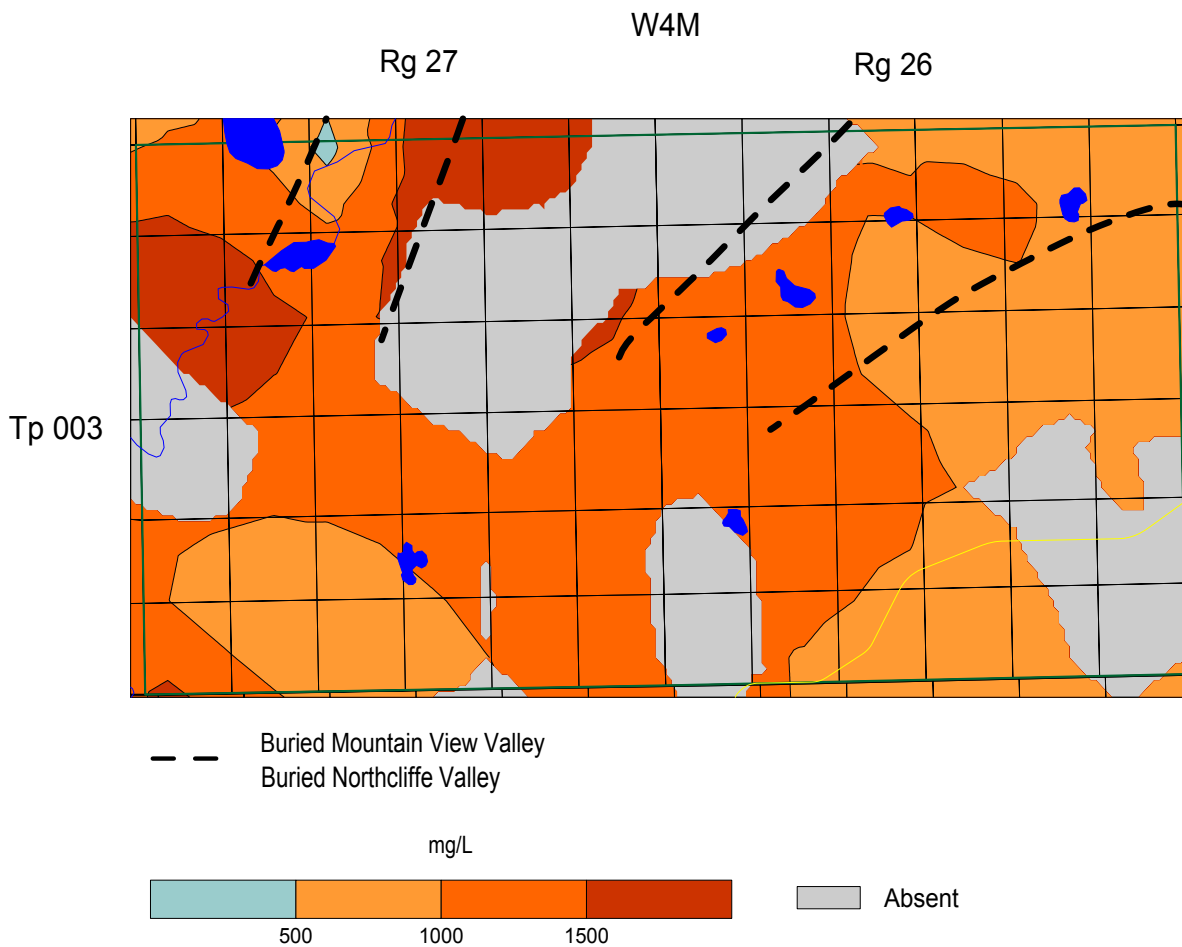 W4M
Rg 27
Rg 26
Tp 003
Buried Mountain View Valley
Buried Northcliffe Valley
mg/L
Absent
500
1000
1500